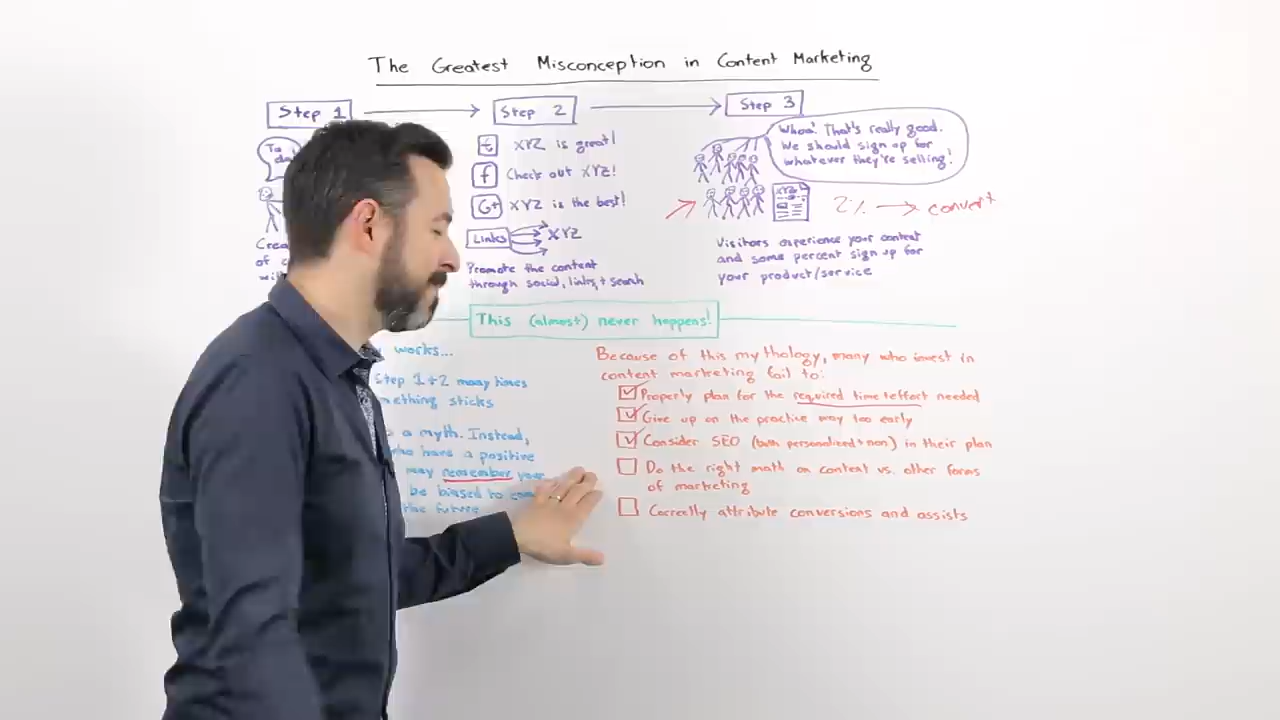 The Greatest Misconception in Content Marketing
Step 1
Step 2
Step 3
t XYZ is great!
f Check out XYZ!
G+ XYZ is the best!
Links XYZ
Promote the content
through social, links, + search
Whoa! That's really good.
We should sign up for
whatever they're selling!
XYZ
2% → convert
Visitors experience your content
and some percent sign up for
your product/service
This (almost) never happens!
works...
Step 1+2 many times
sticks
a myth. Instead,
who have a positive
may remember your
be biased to
future
Because of this mythology, many who invest in
content marketing fail to:
Properly plan for the required time + effort needed
Give up on the practice way too early
Consider SEO (both personalized + non) in their plan
Do the right math on content vs. other forms
of marketing
Correctly attribute conversions and assists